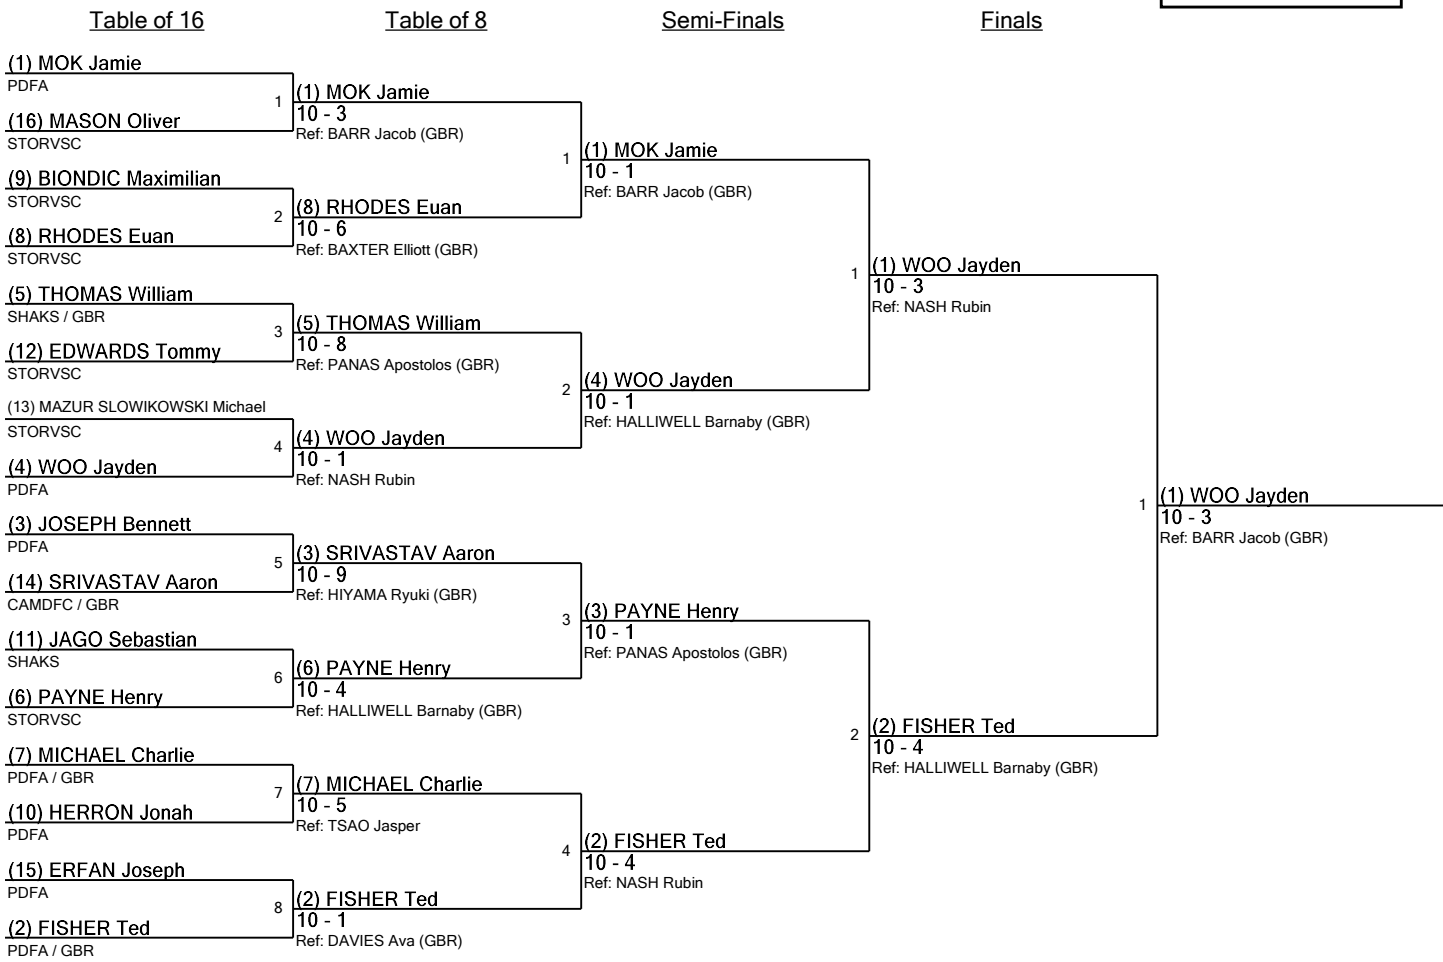 Table of 16
Table of 8
Semi-Finals
Finals
(1) MOK Jamie
PDFA
1
(16) MASON Oliver
STORVSC
(9) BIONDIC Maximilian
STORVSC
2
(8) RHODES Euan
STORVSC
(5) THOMAS William
SHAKS / GBR
3
(12) EDWARDS Tommy
STORVSC
(13) MAZUR SLOWIKOWSKI Michael
STORVSC
4
(4) WOO Jayden
PDFA
(3) JOSEPH Bennett
PDFA
5
(14) SRIVASTAV Aaron
CAMDFC / GBR
(11) JAGO Sebastian
SHAKS
6
(6) PAYNE Henry
STORVSC
(7) MICHAEL Charlie
PDFA / GBR
7
(10) HERRON Jonah
PDFA
(15) ERFAN Joseph
PDFA
8
(2) FISHER Ted
PDFA / GBR
(1) MOK Jamie
10 - 3
Ref: BARR Jacob (GBR)
1
(8) RHODES Euan
10 - 6
Ref: BAXTER Elliott (GBR)
(5) THOMAS William
10 - 8
Ref: PANAS Apostolos (GBR)
2
(4) WOO Jayden
10 - 1
Ref: NASH Rubin
(3) SRIVASTAV Aaron
10 - 9
Ref: HIYAMA Ryuki (GBR)
3
(6) PAYNE Henry
10 - 4
Ref: HALLIWELL Barnaby (GBR)
(7) MICHAEL Charlie
10 - 5
Ref: TSAO Jasper
4
(2) FISHER Ted
10 - 1
Ref: DAVIES Ava (GBR)
(1) MOK Jamie
10 - 1
Ref: BARR Jacob (GBR)
1
(4) WOO Jayden
10 - 1
Ref: HALLIWELL Barnaby (GBR)
(3) PAYNE Henry
10 - 1
Ref: PANAS Apostolos (GBR)
2
(2) FISHER Ted
10 - 4
Ref: NASH Rubin
(1) WOO Jayden
10 - 3
Ref: NASH Rubin
1
(2) FISHER Ted
10 - 4
Ref: HALLIWELL Barnaby (GBR)
(1) WOO Jayden
10 - 3
Ref: BARR Jacob (GBR)